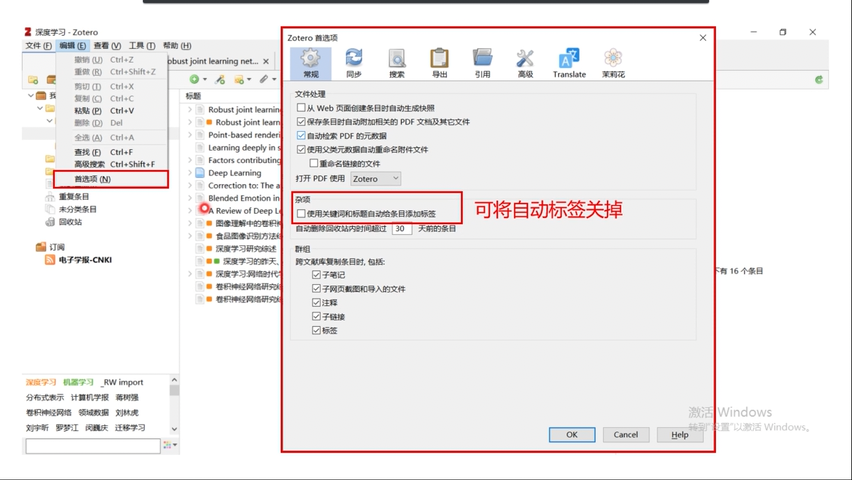 深度学习 - Zotero
文件(F) 编辑(E) 查看(V) 工具(T) 帮助(H)
撤销(U) Ctrl+Z
重做(R) Ctrl+Shift+Z
剪切(T) Ctrl+X
复制(C) Ctrl+C
粘贴(P) Ctrl+V
删除(D) Del
全选(A) Ctrl+A
查找(F) Ctrl+F
高级搜索 Ctrl+Shift+F
首选项(N)
重复条目
未分类条目
回收站
订阅
电子学报-CNKI
深度学习 机器学习 _RW import
分布式表示 计算机学报 蒋树强
卷积神经网络 领域数据 刘林虎
刘宇昕 罗梦江 闵巍庆 迁移学习
obust joint learning net...
标题
Robust joint learning
Robust joint learn
Point-based renderi
Learning deeply in s
Factors contributing
Deep Learning
Correction to: The a
Blended Emotion in
A Review of Deep Le
图像理解中的卷积神
食品图像识别方法综
深度学习研究综述
深度学习的昨天、
深度学习:网络时代学
卷积神经网络研究综
卷积神经网络研究综
Zotero 首选项
常规 同步 搜索 导出 引用 高级 Translate 茉莉花
文件处理
从 Web 页面创建条目时自动生成快照
保存条目时自动附加相关的 PDF 文档及其它文件
自动检索 PDF 的元数据
使用父类元数据自动重命名附件文件
重命名链接的文件
打开 PDF 使用 Zotero
杂项
使用关键词和标题自动给条目添加标签
可将自动标签关掉
自动删除回收站内时间超过 30 天前的条目
群组
跨文献库复制条目时, 包括:
子笔记
子网页截图和导入的文件
注释
子链接
标签
OK Cancel Help
有 16 个条目
激活 Windows
转到"设置"以激活 Windows。